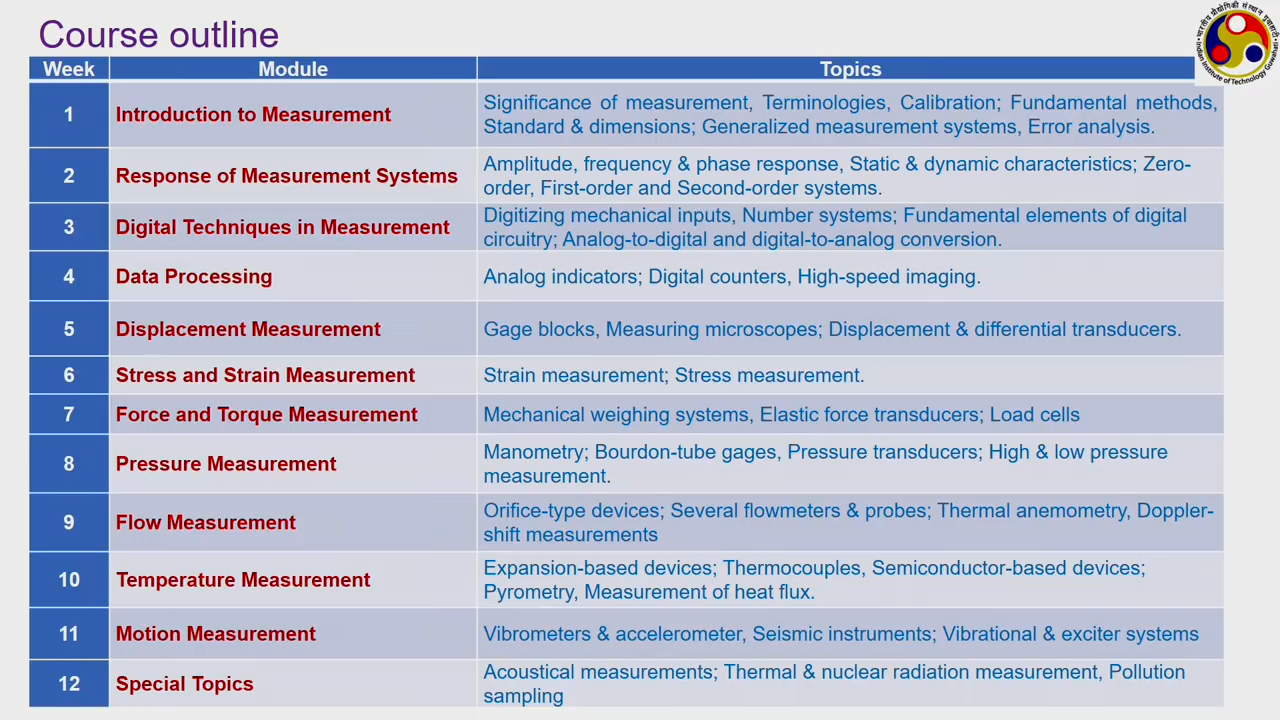 Course outline
Week Module Topics
1 Introduction to Measurement Significance of measurement, Terminologies, Calibration; Fundamental methods,
Standard & dimensions; Generalized measurement systems, Error analysis.
2 Response of Measurement Systems Amplitude, frequency & phase response, Static & dynamic characteristics; Zero-
order, First-order and Second-order systems.
3 Digital Techniques in Measurement Digitizing mechanical inputs, Number systems; Fundamental elements of digital
circuitry; Analog-to-digital and digital-to-analog conversion.
4 Data Processing Analog indicators; Digital counters, High-speed imaging.
5 Displacement Measurement Gage blocks, Measuring microscopes; Displacement & differential transducers.
6 Stress and Strain Measurement Strain measurement; Stress measurement.
7 Force and Torque Measurement Mechanical weighing systems, Elastic force transducers; Load cells
8 Pressure Measurement Manometry; Bourdon-tube gages, Pressure transducers; High & low pressure
measurement.
9 Flow Measurement Orifice-type devices; Several flowmeters & probes; Thermal anemometry, Doppler-
shift measurements
10 Temperature Measurement Expansion-based devices; Thermocouples, Semiconductor-based devices;
Pyrometry, Measurement of heat flux.
11 Motion Measurement Vibrometers & accelerometer, Seismic instruments; Vibrational & exciter systems
12 Special Topics Acoustical measurements; Thermal & nuclear radiation measurement, Pollution
sampling
भारतीय प्रौद्योगिकी संस्थान गुवाहाटी
Indian Institute of Technology Guwahati